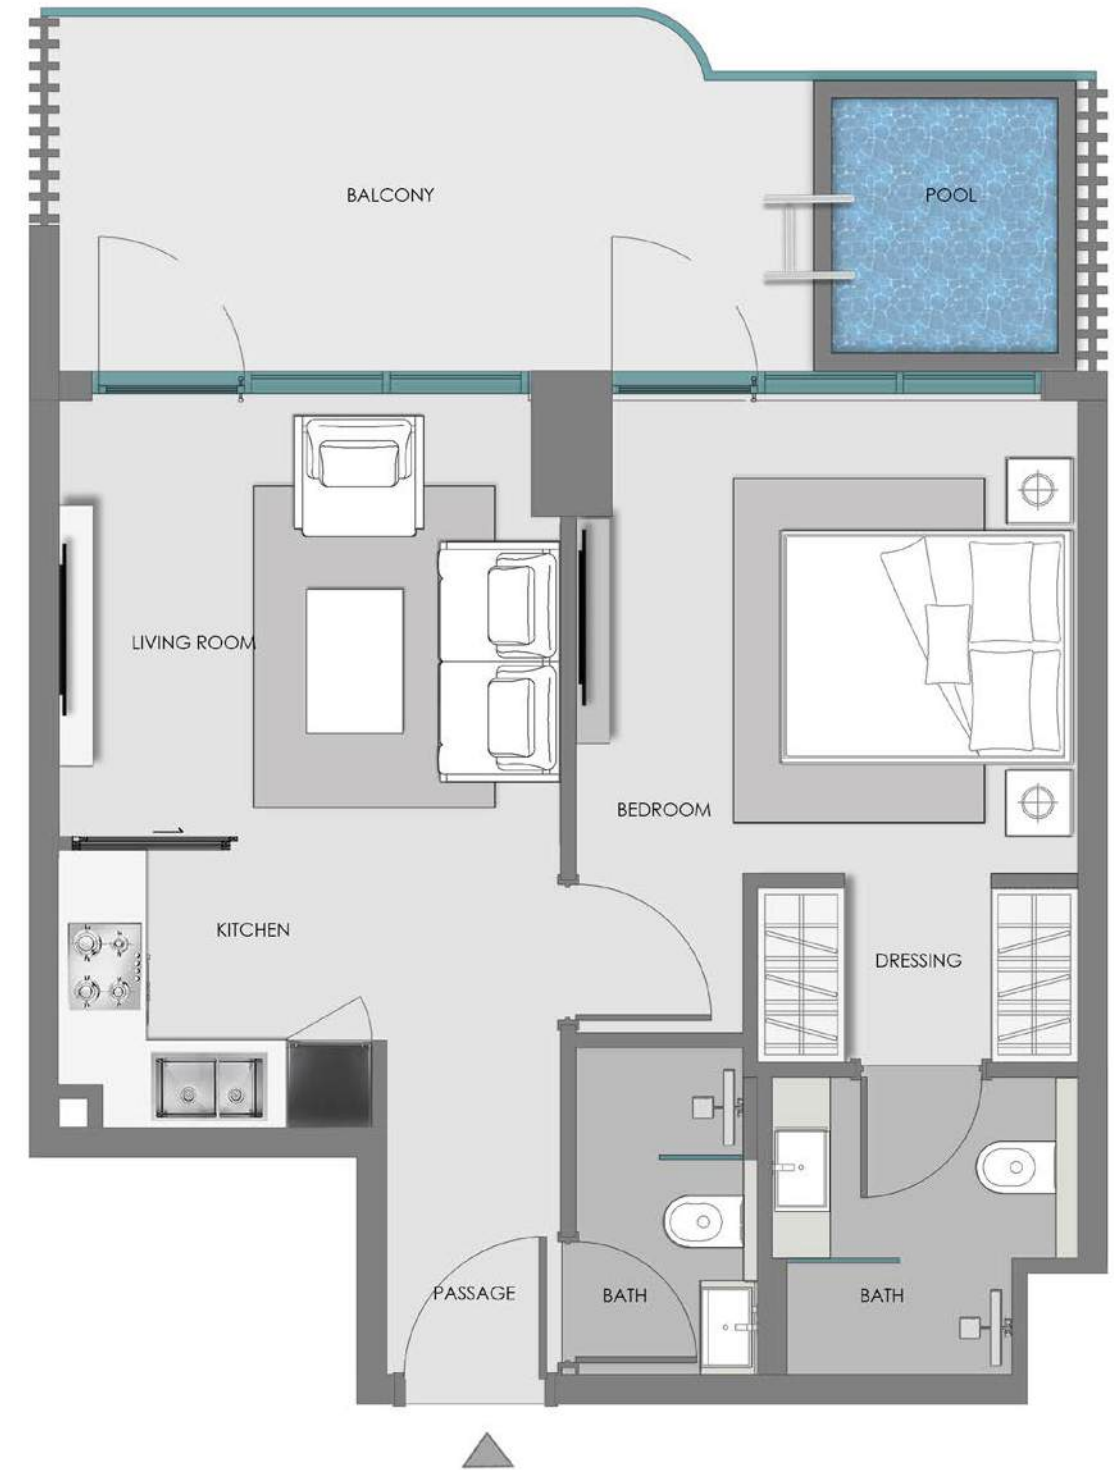 BALCONY
POOL
LIVING ROOM
BEDROOM
KITCHEN
DRESSING
PASSAGE
BATH
BATH